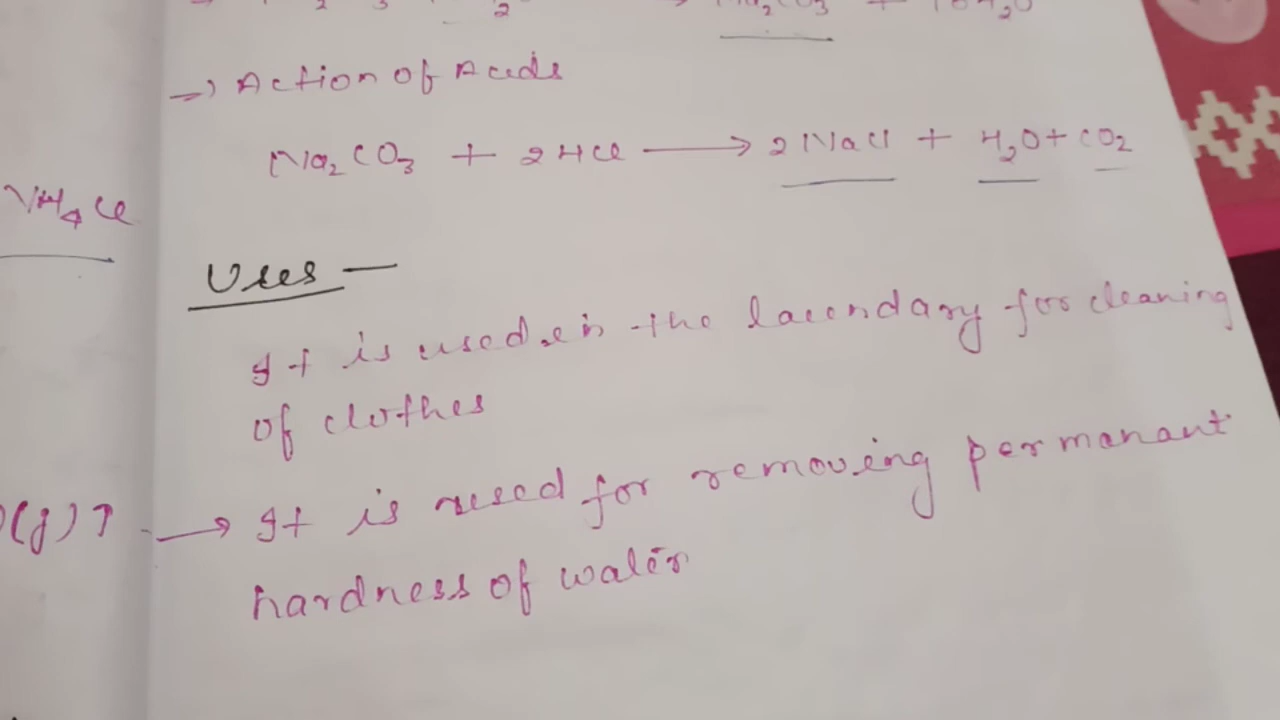 → Action of Acids
Na₂CO₃ + 2HCl ⟶ 2NaCl + H₂O + CO₂
NH₄Cl
Uses —
It is used in the lacondary for cleaning
of clothes
(g)↑
→ It is used for removing permanant
hardness of water